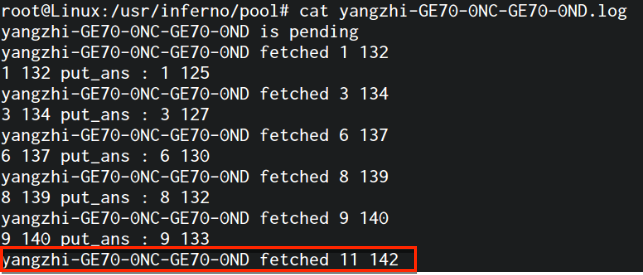 root@Linux:/usr/inferno/pool# cat yangzhi-GE70-0NC-GE70-0ND.log
yangzhi-GE70-0NC-GE70-0ND is pending
yangzhi-GE70-0NC-GE70-0ND fetched 1 132
1 132 put_ans : 1 125
yangzhi-GE70-0NC-GE70-0ND fetched 3 134
3 134 put_ans : 3 127
yangzhi-GE70-0NC-GE70-0ND fetched 6 137
6 137 put_ans : 6 130
yangzhi-GE70-0NC-GE70-0ND fetched 8 139
8 139 put_ans : 8 132
yangzhi-GE70-0NC-GE70-0ND fetched 9 140
9 140 put_ans : 9 133
yangzhi-GE70-0NC-GE70-0ND fetched 11 142